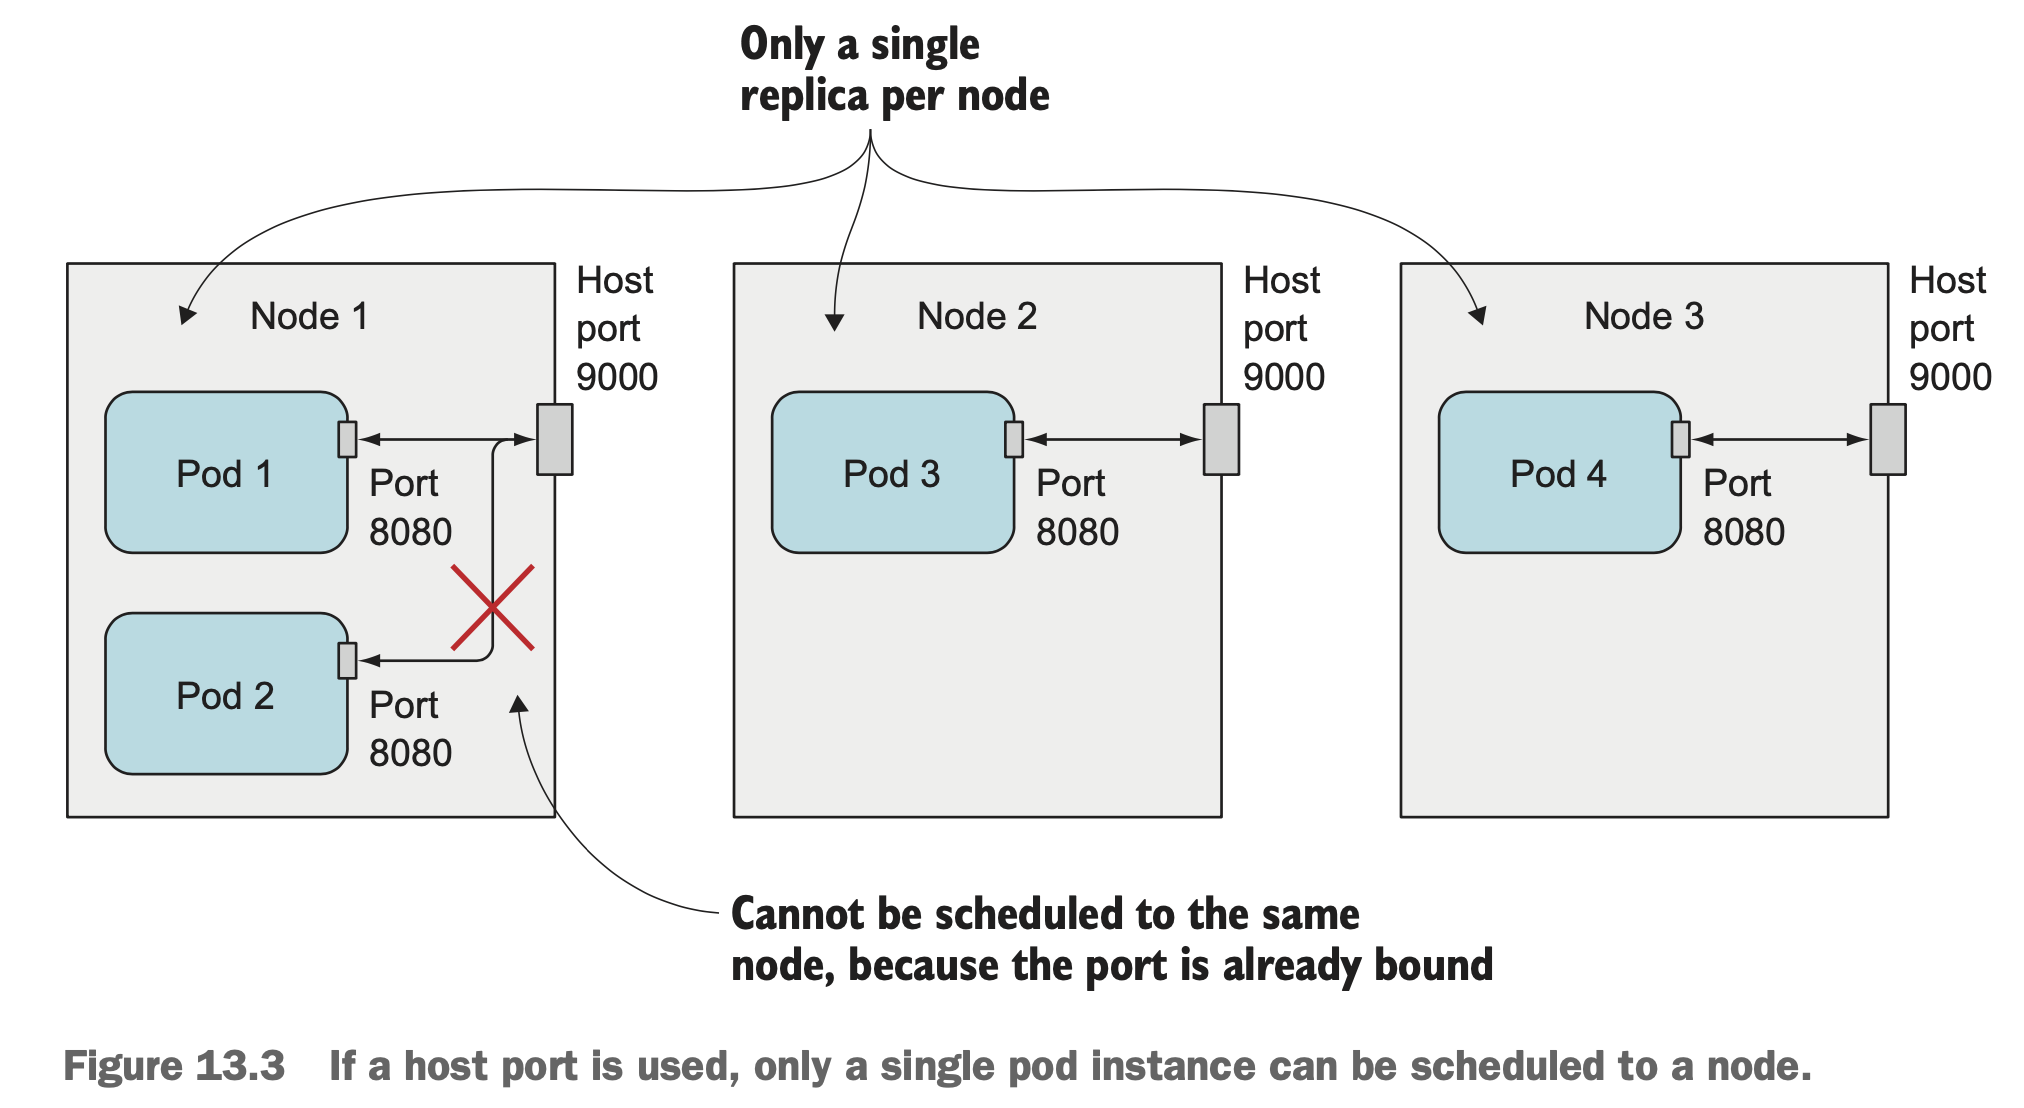 Only a single
replica per node
Node 1
Host
port
9000
Pod 1
Port
8080
Pod 2
Port
8080
Node 2
Host
port
9000
Pod 3
Port
8080
Node 3
Host
port
9000
Pod 4
Port
8080
Cannot be scheduled to the same
node, because the port is already bound
Figure 13.3 If a host port is used, only a single pod instance can be scheduled to a node.